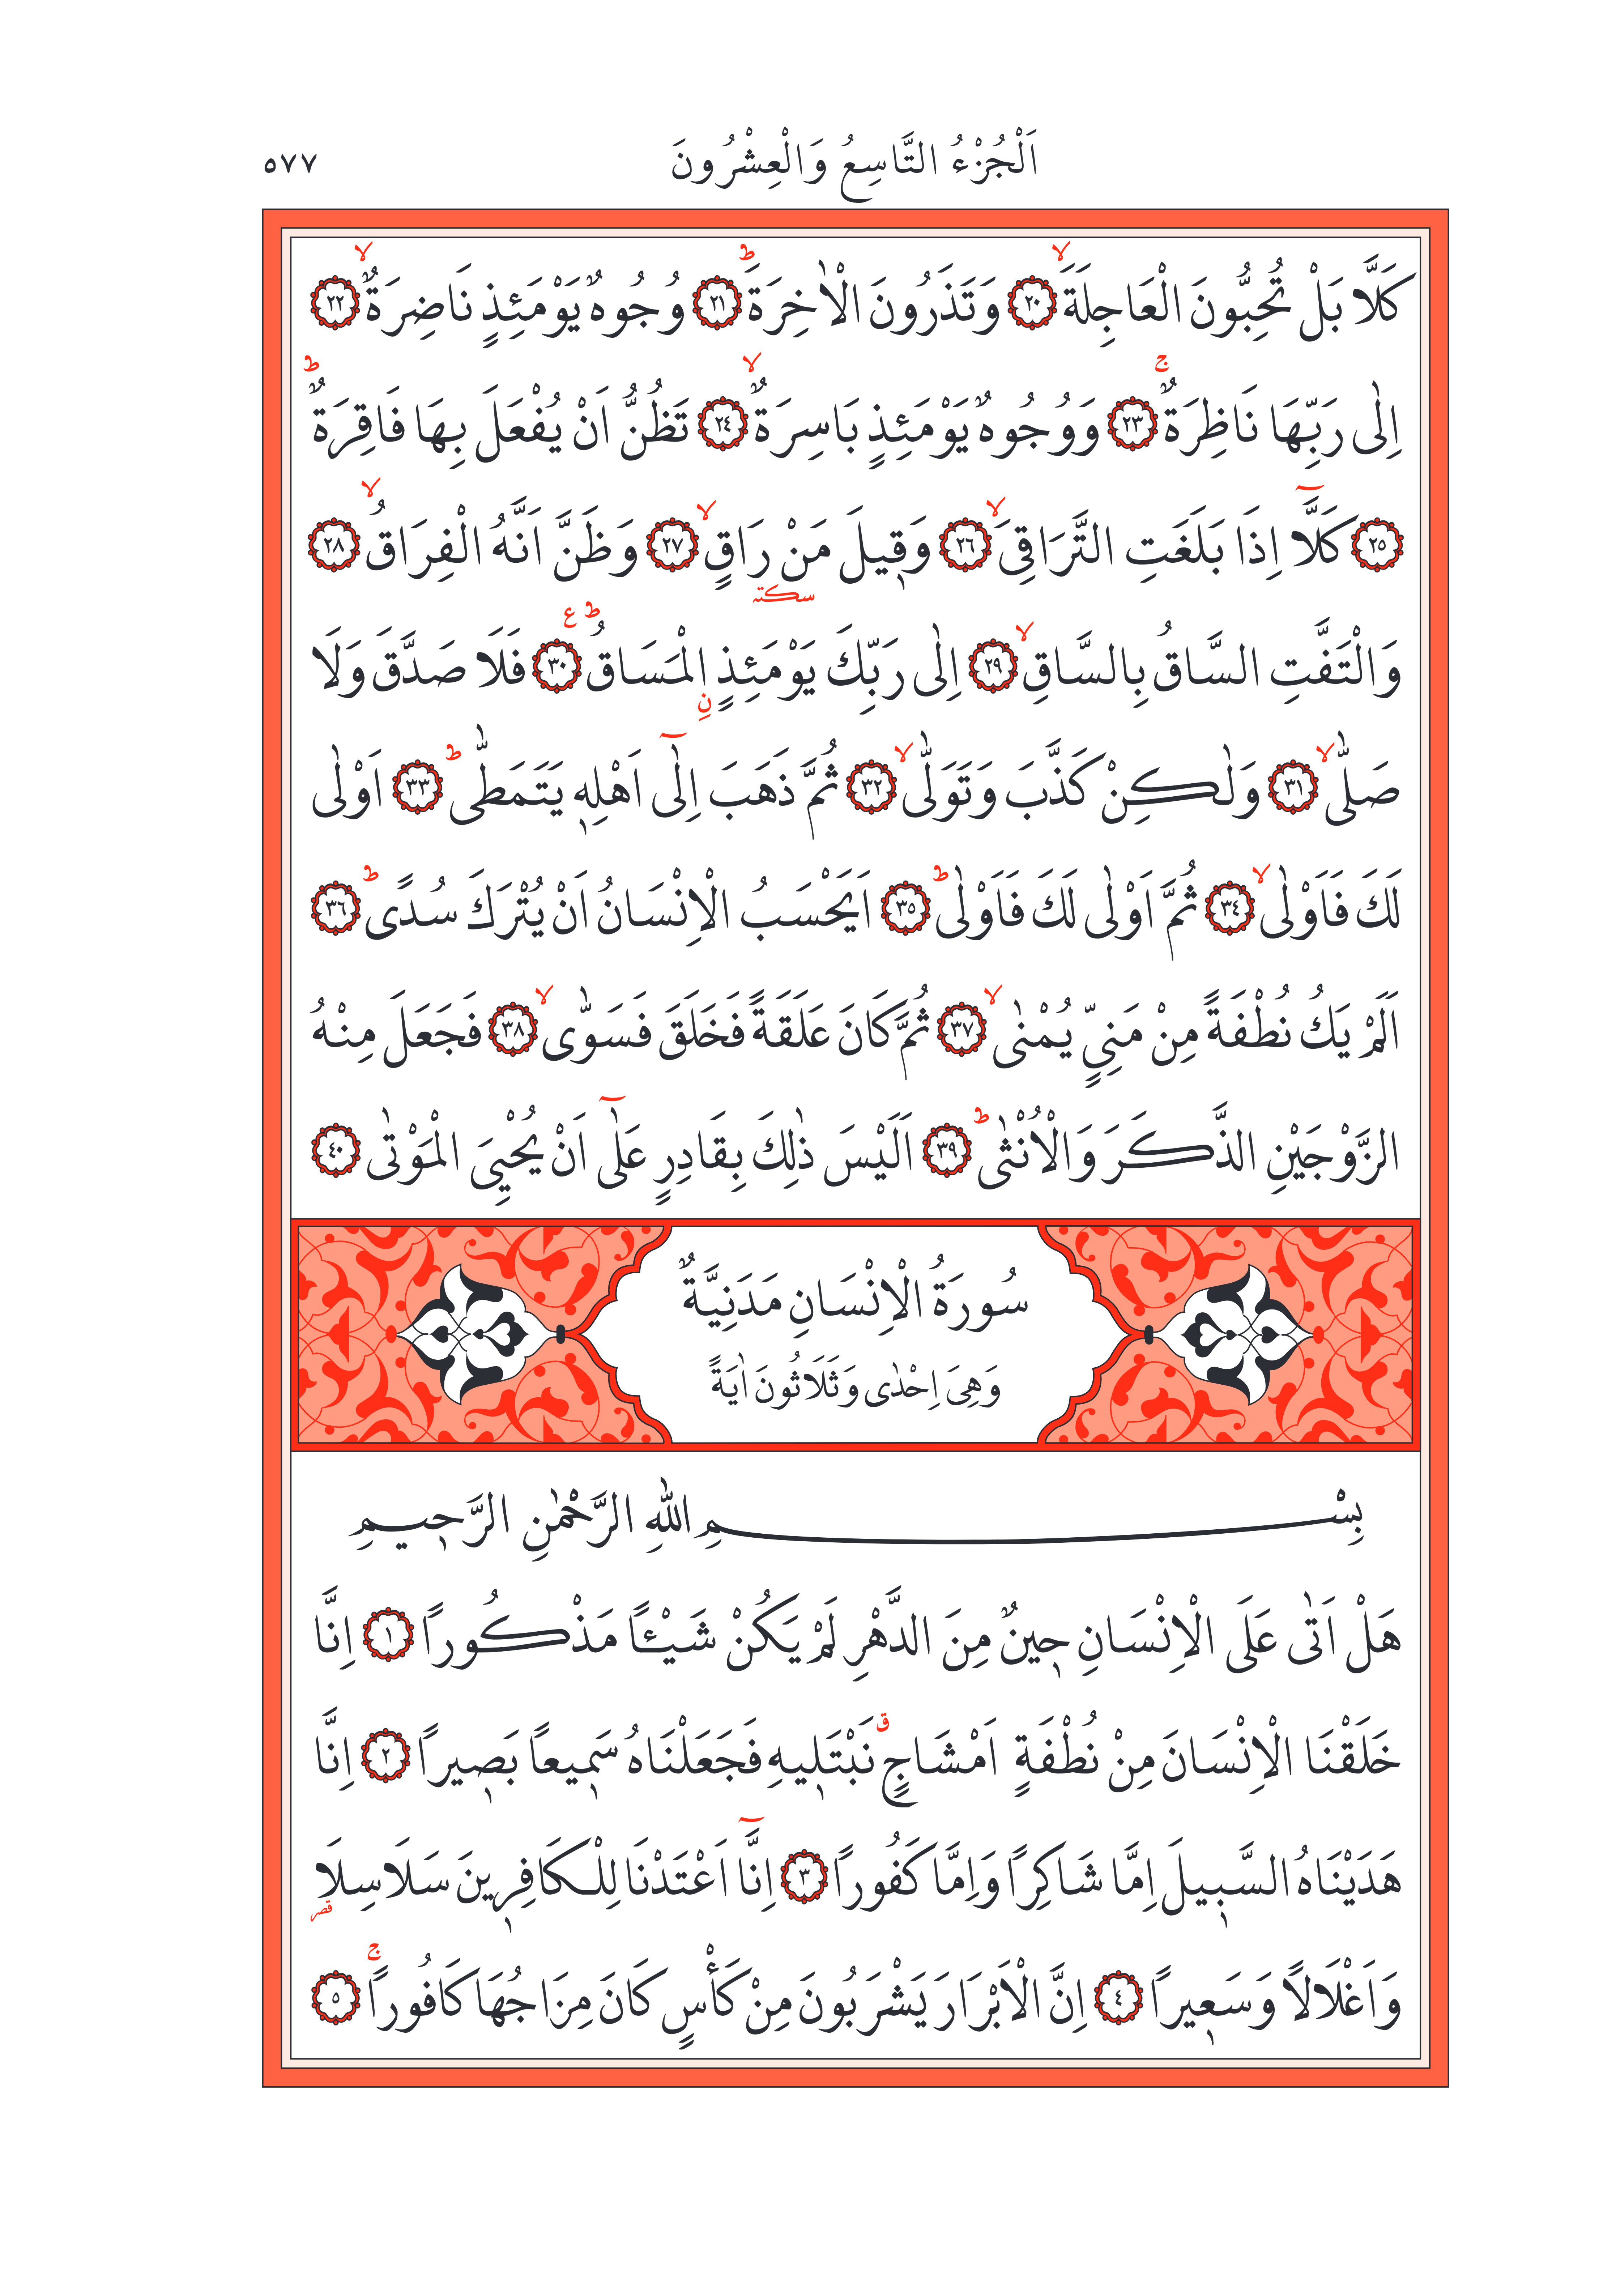 اَلْجُزْءُ التَّاسِعُ وَالْعِشْرُونَ ٥٧٧
كَلَّا بَلْ تُحِبُّونَ الْعَاجِلَةَۙ ﴿٢٠﴾ وَتَذَرُونَ الْاٰخِرَةَۜ ﴿٢١﴾ وُجُوهٌ يَوْمَئِذٍ نَاضِرَةٌۙ ﴿٢٢﴾
اِلٰى رَبِّهَا نَاظِرَةٌۚ ﴿٢٣﴾ وَوُجُوهٌ يَوْمَئِذٍ بَاسِرَةٌۙ ﴿٢٤﴾ تَظُنُّ اَنْ يُفْعَلَ بِهَا فَاقِرَةٌۜ
﴿٢٥﴾ كَلَّٓا اِذَا بَلَغَتِ التَّرَاقِيَۙ ﴿٢٦﴾ وَق۪يلَ مَنْ رَاقٍۙ سكته ﴿٢٧﴾ وَظَنَّ اَنَّهُ الْفِرَاقُۙ ﴿٢٨﴾
وَالْتَفَّتِ السَّاقُ بِالسَّاقِۙ ﴿٢٩﴾ اِلٰى رَبِّكَ يَوْمَئِذٍ نِ الْمَسَاقُۜ ع ﴿٣٠﴾ فَلَا صَدَّقَ وَلَا
صَلّٰىۙ ﴿٣١﴾ وَلٰكِنْ كَذَّبَ وَتَوَلّٰىۙ ﴿٣٢﴾ ثُمَّ ذَهَبَ اِلٰٓى اَهْلِه۪ يَتَمَطّٰىۜ ﴿٣٣﴾ اَوْلٰى
لَكَ فَاَوْلٰىۙ ﴿٣٤﴾ ثُمَّ اَوْلٰى لَكَ فَاَوْلٰىۜ ﴿٣٥﴾ اَيَحْسَبُ الْاِنْسَانُ اَنْ يُتْرَكَ سُدًىۜ ﴿٣٦﴾
اَلَمْ يَكُ نُطْفَةً مِنْ مَنِيٍّ يُمْنٰىۙ ﴿٣٧﴾ ثُمَّ كَانَ عَلَقَةً فَخَلَقَ فَسَوّٰىۙ ﴿٣٨﴾ فَجَعَلَ مِنْهُ
الزَّوْجَيْنِ الذَّكَرَ وَالْاُنْثٰىۜ ﴿٣٩﴾ اَلَيْسَ ذٰلِكَ بِقَادِرٍ عَلٰٓى اَنْ يُحْيِيَ الْمَوْتٰى ﴿٤٠﴾
سُورَةُ الْاِنْسَانِ مَدَنِيَّةٌ
وَهِيَ اِحْدٰى وَثَلَاثُونَ اٰيَةً
بِسْمِ اللّٰهِ الرَّحْمٰنِ الرَّح۪يمِ
هَلْ اَتٰى عَلَى الْاِنْسَانِ ح۪ينٌ مِنَ الدَّهْرِ لَمْ يَكُنْ شَيْـًٔا مَذْكُورًا ﴿١﴾ اِنَّا
خَلَقْنَا الْاِنْسَانَ مِنْ نُطْفَةٍ اَمْشَاجٍۗ نَبْتَل۪يهِ فَجَعَلْنَاهُ سَم۪يعًا بَص۪يرًا ﴿٢﴾ اِنَّا
هَدَيْنَاهُ السَّب۪يلَ اِمَّا شَاكِرًا وَاِمَّا كَفُورًا ﴿٣﴾ اِنَّٓا اَعْتَدْنَا لِلْكَافِر۪ينَ سَلَاسِلَا قصر
وَاَغْلَالًا وَسَع۪يرًا ﴿٤﴾ اِنَّ الْاَبْرَارَ يَشْرَبُونَ مِنْ كَأْسٍ كَانَ مِزَاجُهَا كَافُورًاۚ ﴿٥﴾